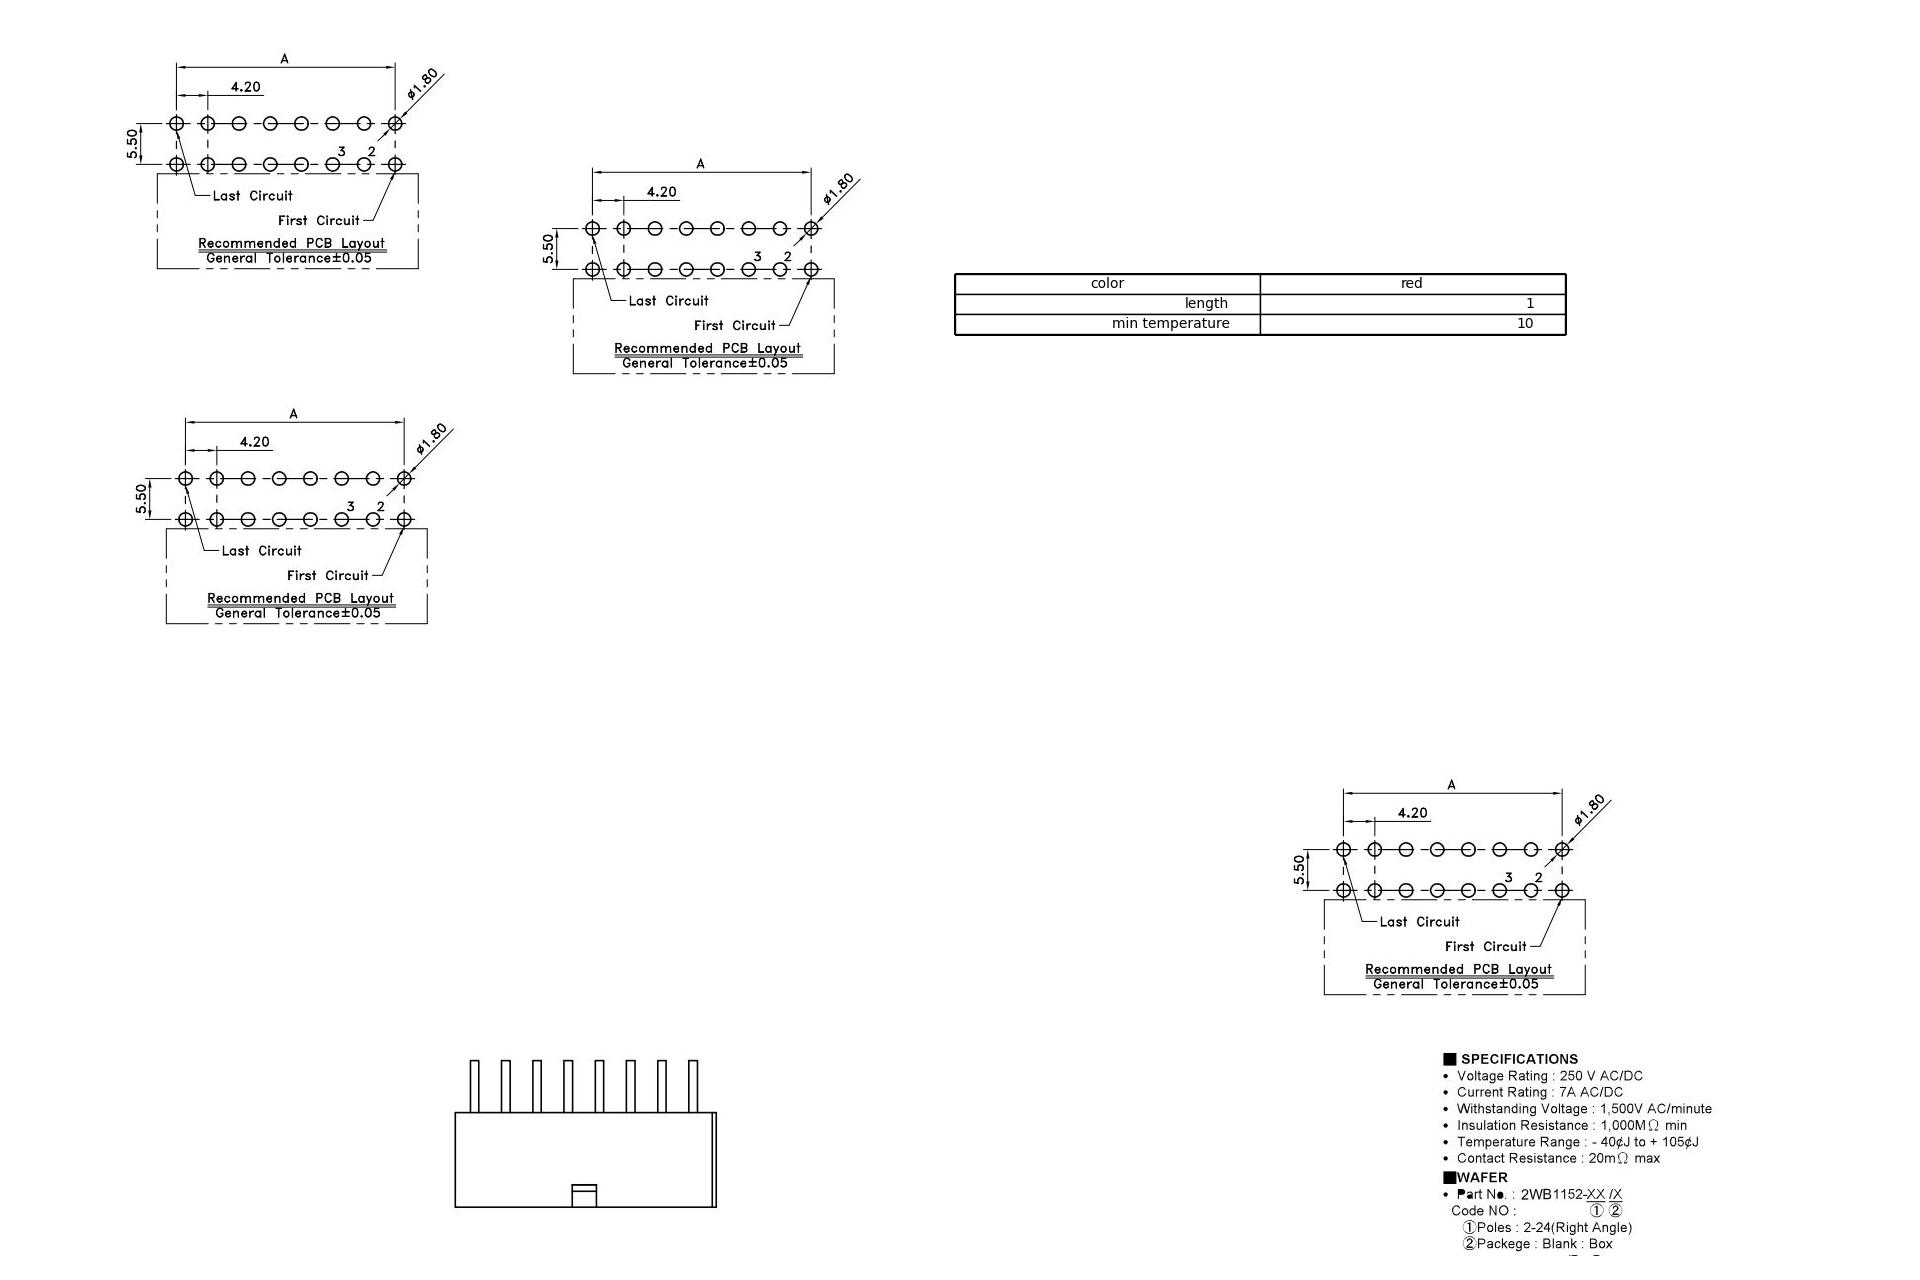 A
4.20
ø1.80
5.50
3 2
Last Circuit
First Circuit
Recommended PCB Layout
General Tolerance±0.05
A
4.20
ø1.80
5.50
3 2
Last Circuit
First Circuit
Recommended PCB Layout
General Tolerance±0.05
color red
length 1
min temperature 10
A
4.20
ø1.80
5.50
3 2
Last Circuit
First Circuit
Recommended PCB Layout
General Tolerance±0.05
A
4.20
ø1.80
5.50
3 2
Last Circuit
First Circuit
Recommended PCB Layout
General Tolerance±0.05
■ SPECIFICATIONS
• Voltage Rating : 250 V AC/DC
• Current Rating : 7A AC/DC
• Withstanding Voltage : 1,500V AC/minute
• Insulation Resistance : 1,000MΩ min
• Temperature Range : - 40¢J to + 105¢J
• Contact Resistance : 20mΩ max
■WAFER
• Part No. : 2WB1152-XX /X
Code NO : ① ②
①Poles : 2-24(Right Angle)
②Packege : Blank : Box